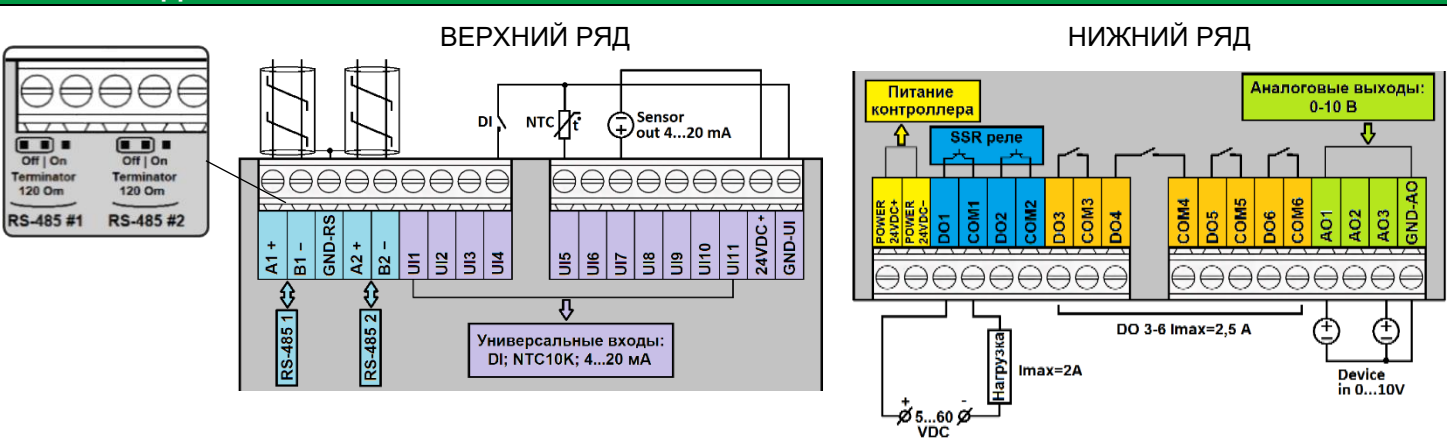 ВЕРХНИЙ РЯД
НИЖНИЙ РЯД
Off | On
Terminator
120 Om
RS-485 #1
Off | On
Terminator
120 Om
RS-485 #2
DI
NTC
t°
Sensor
out 4...20 mA
A1 +
B1 –
GND-RS
A2 +
B2 –
UI1
UI2
UI3
UI4
UI5
UI6
UI7
UI8
UI9
UI10
UI11
24VDC +
GND-UI
RS-485 1
RS-485 2
Универсальные входы:
DI; NTC10K; 4...20 мА
Питание
контроллера
SSR реле
Аналоговые выходы:
0-10 В
POWER
24VDC+
POWER
24VDC–
DO1
COM1
DO2
COM2
DO3
COM3
DO4
COM4
DO5
COM5
DO6
COM6
AO1
AO2
AO3
GND-AO
DO 3-6 Imax=2,5 A
Нагрузка
Imax=2A
+
-
5...60
VDC
Device
in 0...10V